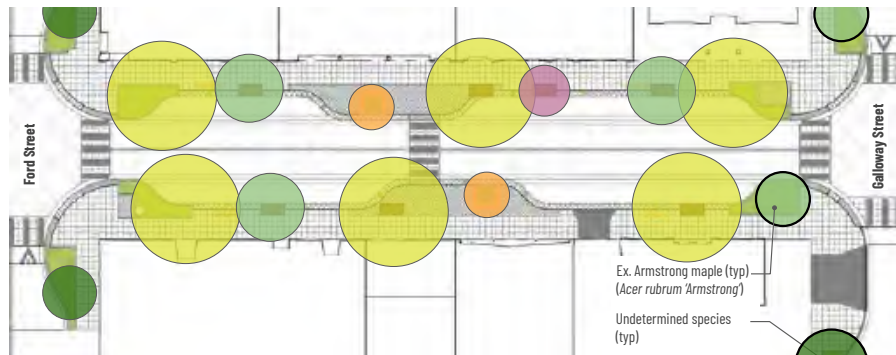 Ford Street
Galloway Street
Ex. Armstrong maple (typ)
(Acer rubrum 'Armstrong')
Undetermined species
(typ)